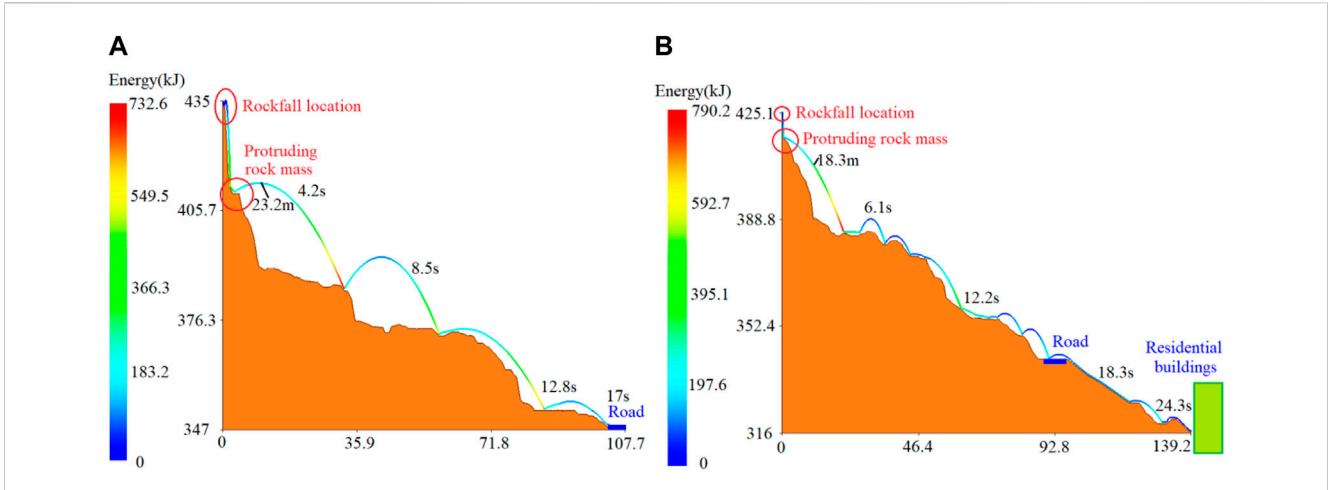 A
Energy(kJ)
732.6
549.5
366.3
183.2
0
435
405.7
376.3
347
0
35.9
71.8
107.7
Rockfall location
Protruding
rock mass
23.2m
4.2s
8.5s
12.8s
17s
Road
B
Energy(kJ)
790.2
592.7
395.1
197.6
0
425.1
388.8
352.4
316
0
46.4
92.8
139.2
Rockfall location
Protruding rock mass
18.3m
6.1s
12.2s
Road
18.3s
24.3s
Residential
buildings